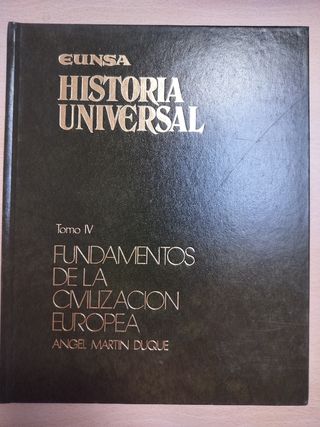 EUNSA
HISTORIA
UNIVERSAL
Tomo IV
FUNDAMENTOS
DE LA
CIVILIZACION
EUROPEA
ANGEL MARTIN DUQUE